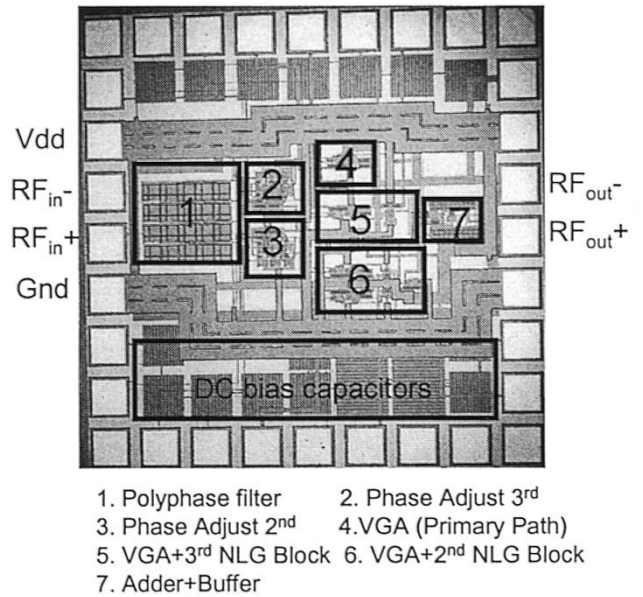 Vdd
RFin-
RFin+
Gnd
1
2
3
4
5
6
7
RFout-
RFout+
DC bias capacitors
1. Polyphase filter 2. Phase Adjust 3rd
3. Phase Adjust 2nd 4.VGA (Primary Path)
5. VGA+3rd NLG Block 6. VGA+2nd NLG Block
7. Adder+Buffer